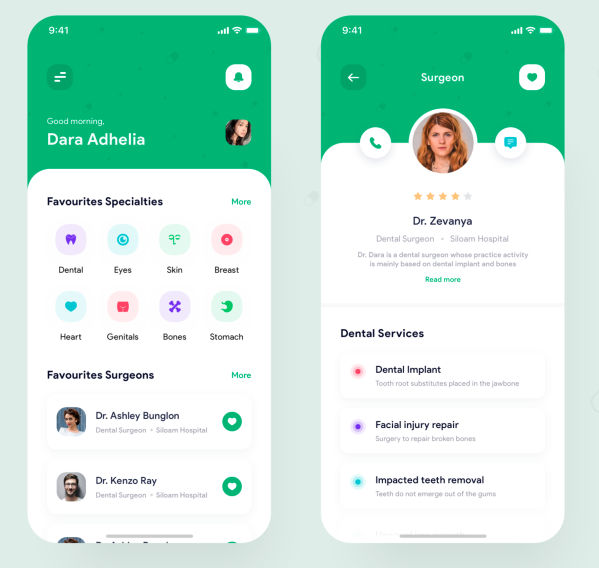 9:41
Good morning,
Dara Adhelia
Favourites Specialties
More
Dental
Eyes
Skin
Breast
Heart
Genitals
Bones
Stomach
Favourites Surgeons
More
Dr. Ashley Bunglon
Dental Surgeon • Siloam Hospital
Dr. Kenzo Ray
Dental Surgeon • Siloam Hospital
9:41
Surgeon
Dr. Zevanya
Dental Surgeon • Siloam Hospital
Dr. Dara is a dental surgeon whose practice activity
is mainly based on dental implant and bones
Read more
Dental Services
Dental Implant
Tooth root substitutes placed in the jawbone
Facial injury repair
Surgery to repair broken bones
Impacted teeth removal
Teeth do not emerge out of the gums